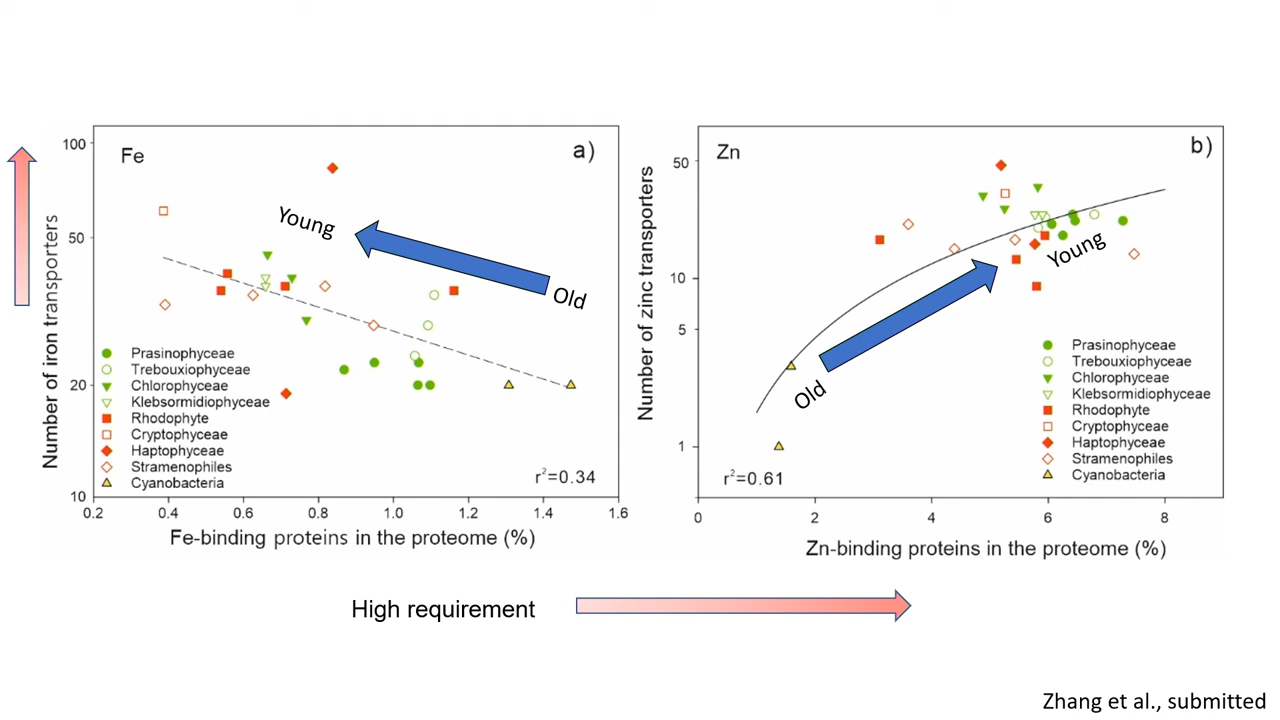 Fe
a)
Young
Old
Number of iron transporters
100
50
20
10
Prasinophyceae
Trebouxiophyceae
Chlorophyceae
Klebsormidiophyceae
Rhodophyte
Cryptophyceae
Haptophyceae
Stramenophiles
Cyanobacteria
r²=0.34
0.2 0.4 0.6 0.8 1.0 1.2 1.4 1.6
Fe-binding proteins in the proteome (%)
Zn
b)
Young
Old
Number of zinc transporters
50
10
5
1
Prasinophyceae
Trebouxiophyceae
Chlorophyceae
Klebsormidiophyceae
Rhodophyte
Cryptophyceae
Haptophyceae
Stramenophiles
Cyanobacteria
r²=0.61
0 2 4 6 8
Zn-binding proteins in the proteome (%)
High requirement
Zhang et al., submitted